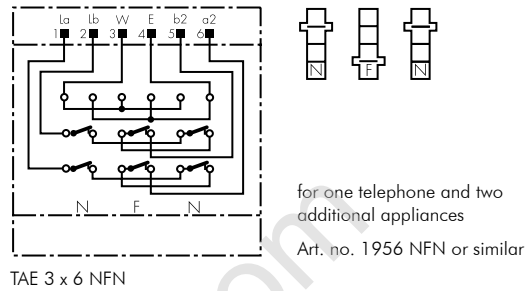 La Lb W E b2 a2
1 2 3 4 5 6
N F N
N F N
for one telephone and two
additional appliances
Art. no. 1956 NFN or similar
TAE 3 x 6 NFN
com